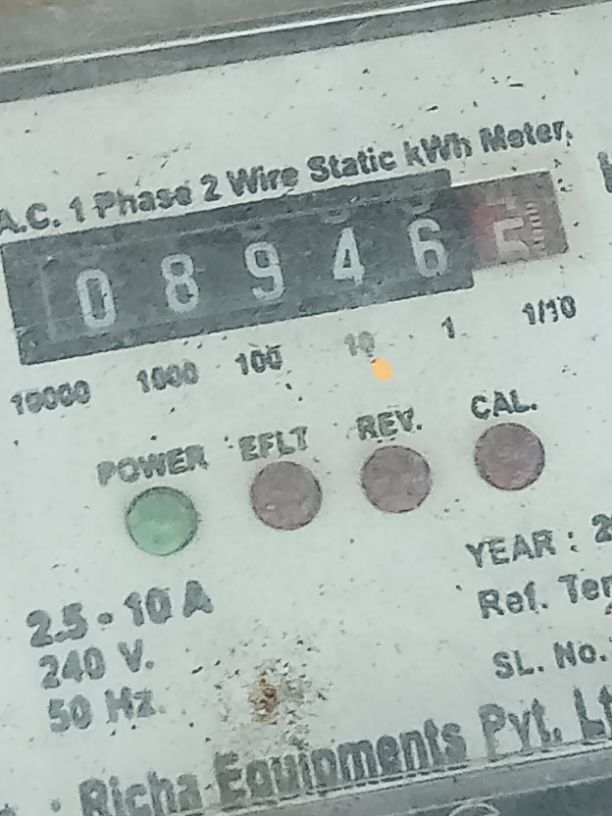 A.C. 1 Phase 2 Wire Static kWh Meter.
0 8 9 4 6 5
10000 1000 100 10 1 1/10
POWER EFLT REV. CAL.
YEAR : 2
2.5 - 10 A
Ref. Tem
240 V.
SL. No.
50 Hz.
Richa Equipments Pvt. Lt